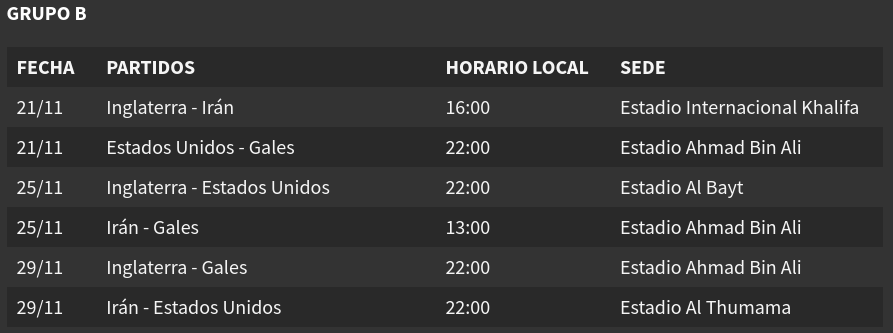 GRUPO B
FECHA PARTIDOS HORARIO LOCAL SEDE
21/11 Inglaterra - Irán 16:00 Estadio Internacional Khalifa
21/11 Estados Unidos - Gales 22:00 Estadio Ahmad Bin Ali
25/11 Inglaterra - Estados Unidos 22:00 Estadio Al Bayt
25/11 Irán - Gales 13:00 Estadio Ahmad Bin Ali
29/11 Inglaterra - Gales 22:00 Estadio Ahmad Bin Ali
29/11 Irán - Estados Unidos 22:00 Estadio Al Thumama